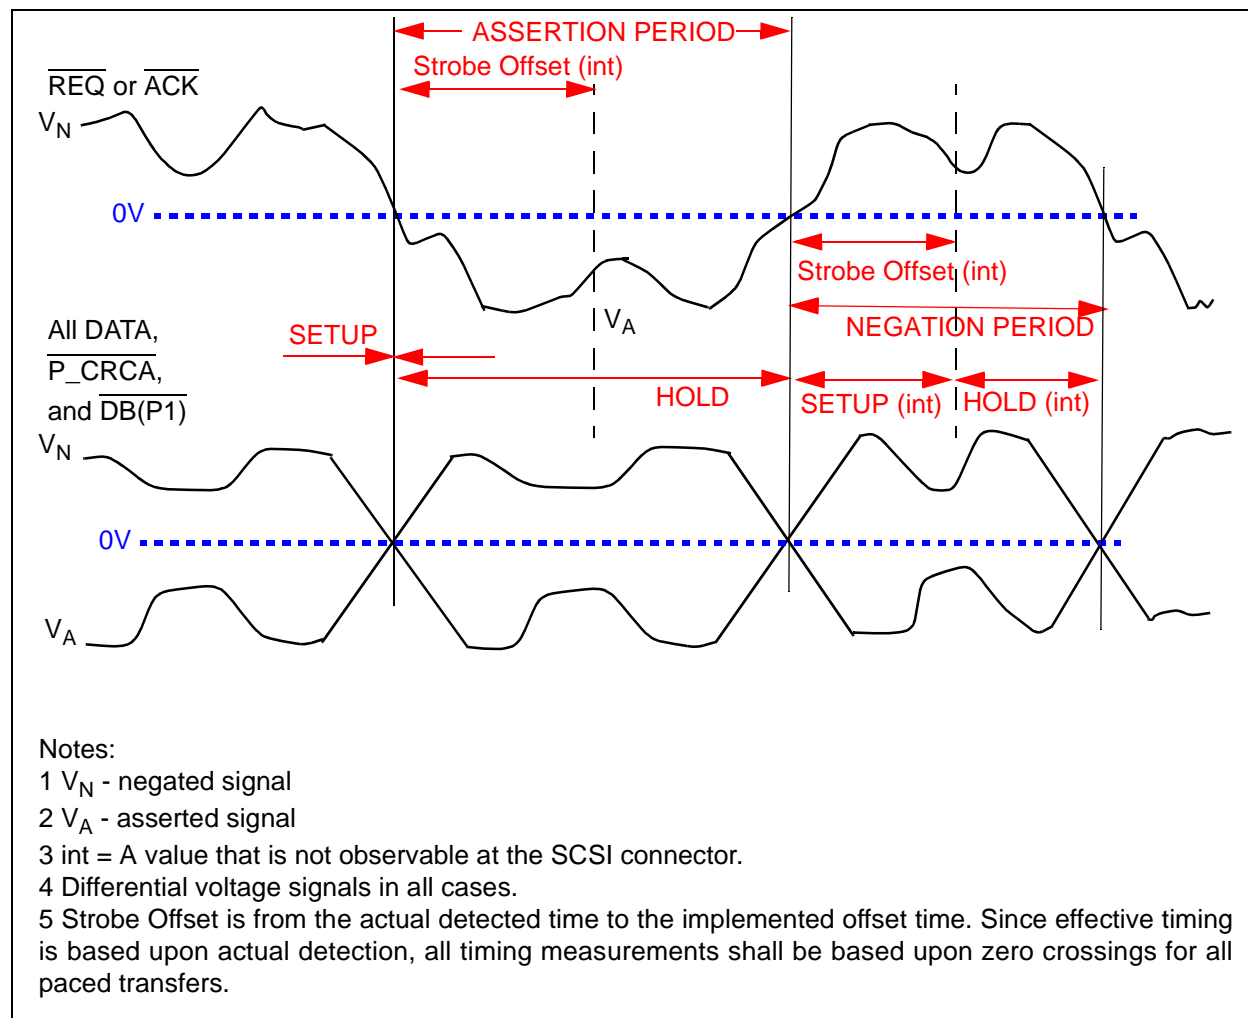 ASSERTION PERIOD
Strobe Offset (int)
REQ or ACK
VN
0V
Strobe Offset (int)
VA
NEGATION PERIOD
All DATA,
P_CRCA,
and DB(P1)
SETUP
HOLD
SETUP (int)
HOLD (int)
VN
0V
VA
Notes:
1 VN - negated signal
2 VA - asserted signal
3 int = A value that is not observable at the SCSI connector.
4 Differential voltage signals in all cases.
5 Strobe Offset is from the actual detected time to the implemented offset time. Since effective timing
is based upon actual detection, all timing measurements shall be based upon zero crossings for all
paced transfers.